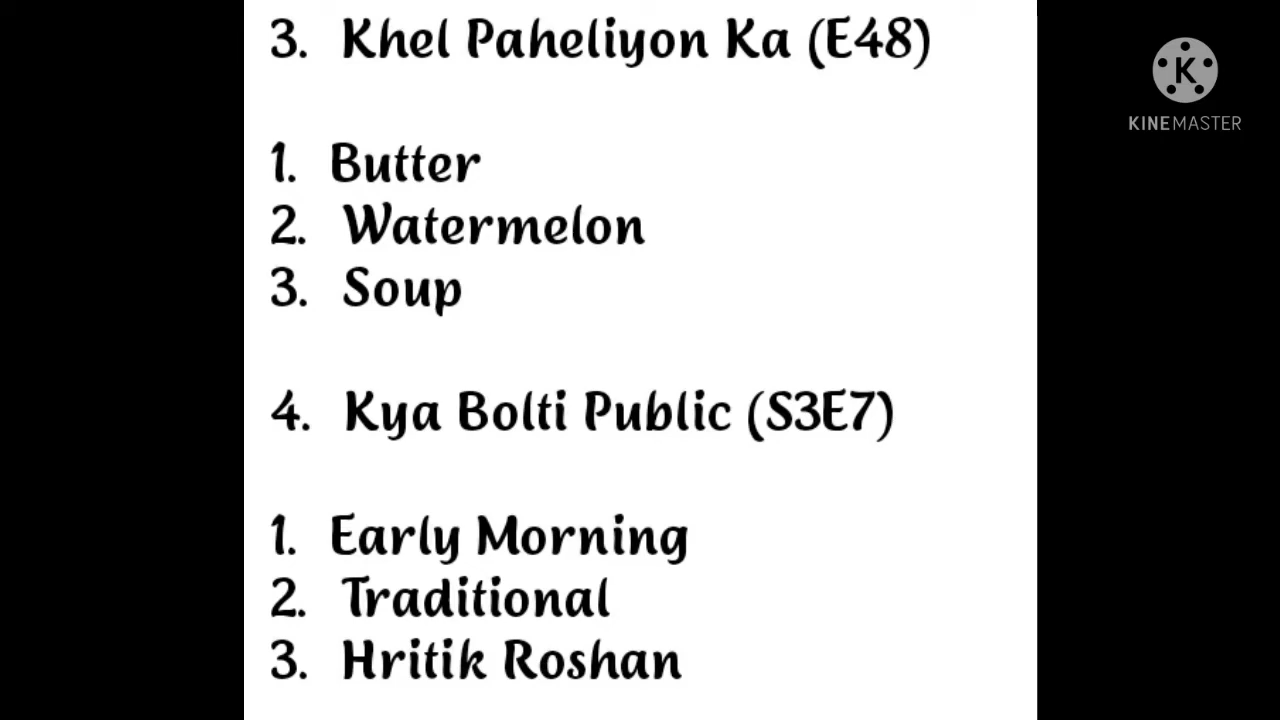 3. Khel Paheliyon Ka (E48)
KINEMASTER
1. Butter
2. Watermelon
3. Soup
4. Kya Bolti Public (S3E7)
1. Early Morning
2. Traditional
3. Hritik Roshan